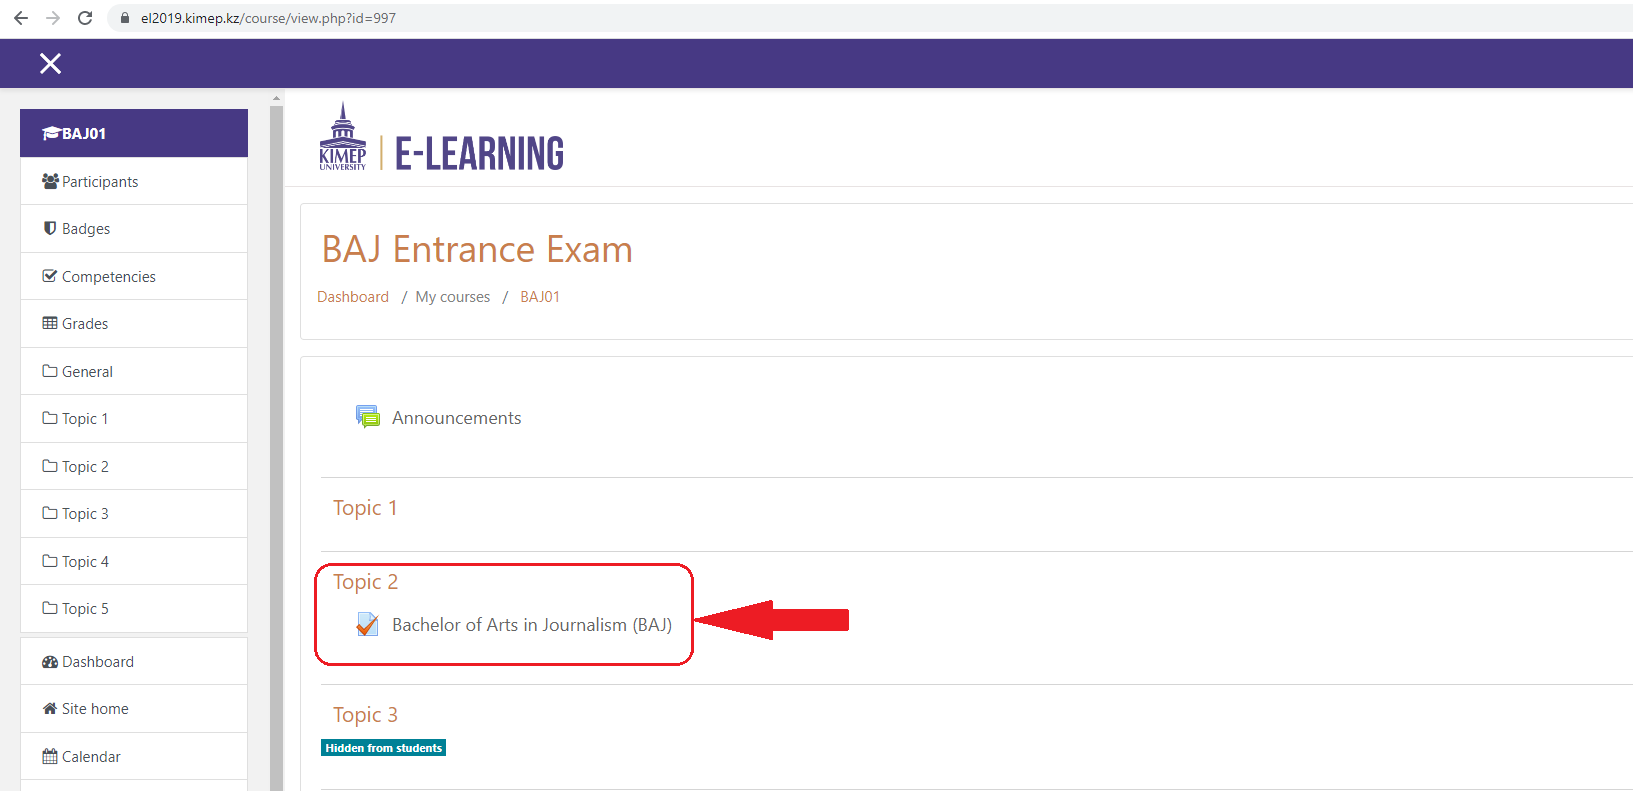 el2019.kimep.kz/course/view.php?id=997
BAJ01
Participants
Badges
Competencies
Grades
General
Topic 1
Topic 2
Topic 3
Topic 4
Topic 5
Dashboard
Site home
Calendar
KIMEP
UNIVERSITY
E-LEARNING
BAJ Entrance Exam
Dashboard / My courses / BAJ01
Announcements
Topic 1
Topic 2
Bachelor of Arts in Journalism (BAJ)
Topic 3
Hidden from students